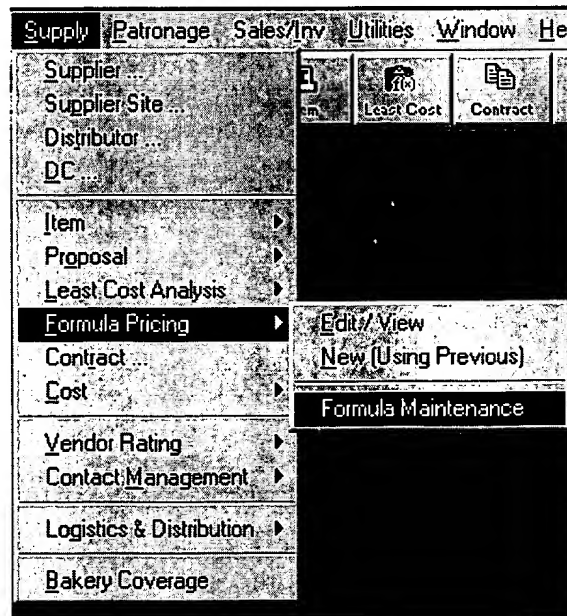 Supply Patronage Sales/Inv Utilities Window He
Supplier ...
Supplier Site ...
Distributor ...
DC ...
Least Cost
Contract
Item
Proposal
Least Cost Analysis
Formula Pricing
Contract ...
Cost
Vendor Rating
Contact Management
Logistics & Distribution
Bakery Coverage
Edit / View
New (Using Previous)
Formula Maintenance